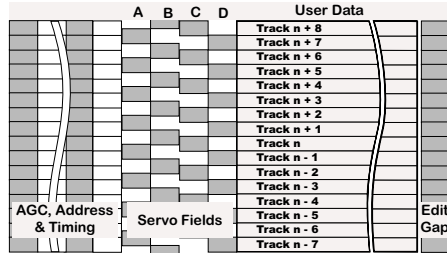 A B C D User Data
Track n + 8
Track n + 7
Track n + 6
Track n + 5
Track n + 4
Track n + 3
Track n + 2
Track n + 1
Track n
Track n - 1
Track n - 2
Track n - 3
Track n - 4
Track n - 5
Track n - 6
Track n - 7
AGC, Address
& Timing
Servo Fields
Edit
Gap